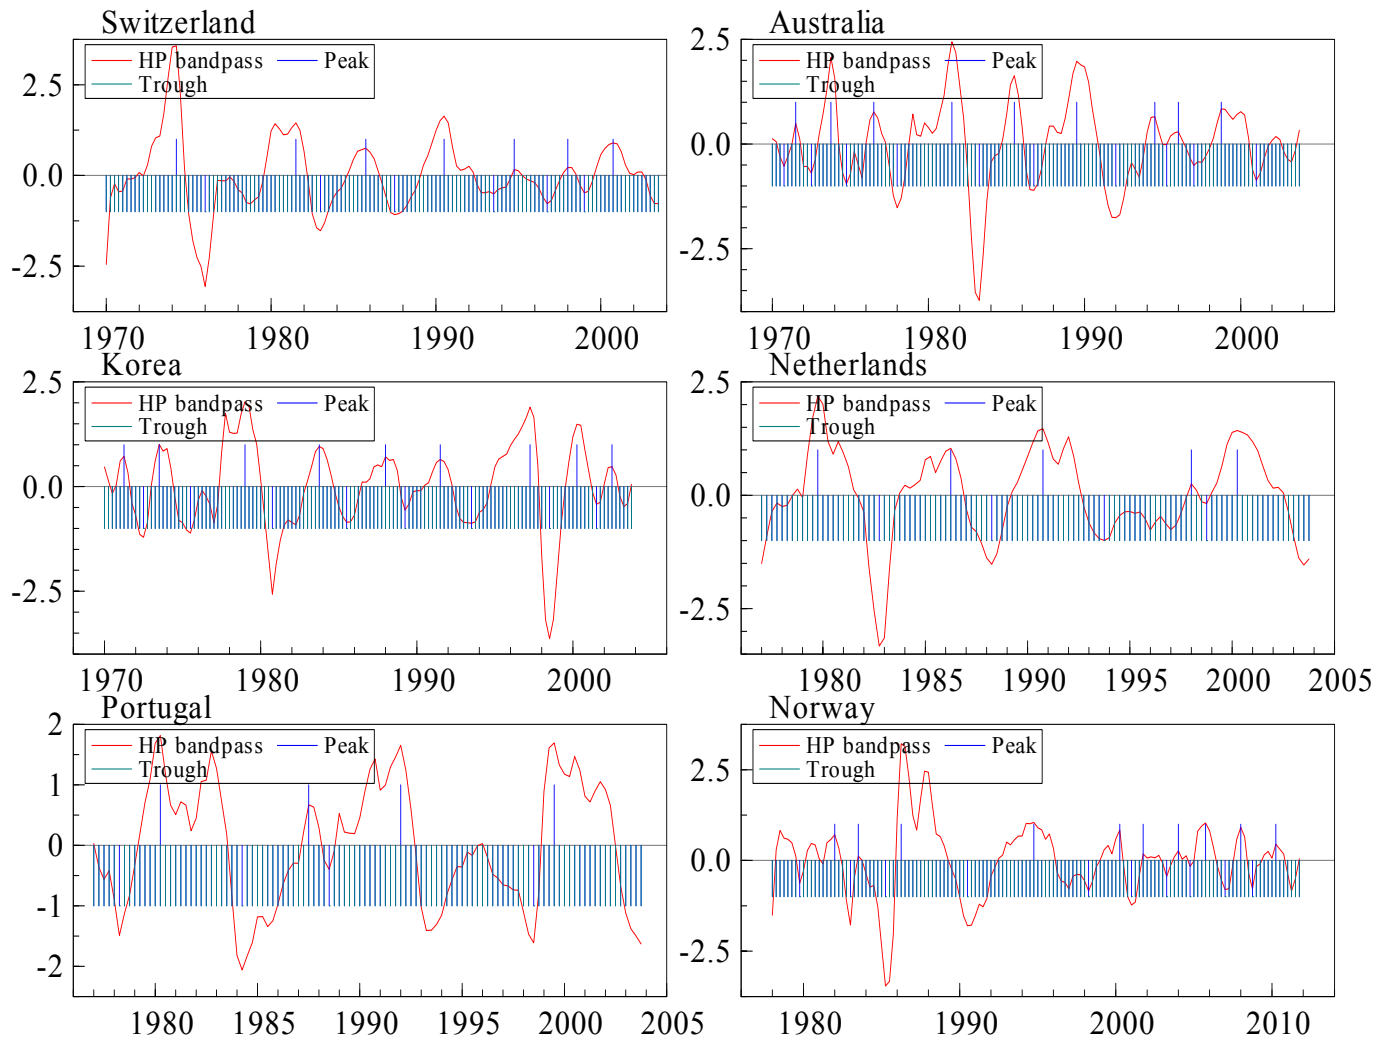 Switzerland
HP bandpass Peak
Trough
2.5
0.0
-2.5
1970 1980 1990 2000
Australia
HP bandpass Peak
Trough
2.5
0.0
-2.5
1970 1980 1990 2000
Korea
HP bandpass Peak
Trough
2.5
0.0
-2.5
1970 1980 1990 2000
Netherlands
HP bandpass Peak
Trough
2.5
0.0
-2.5
1980 1985 1990 1995 2000 2005
Portugal
HP bandpass Peak
Trough
2
1
0
-1
-2
1980 1985 1990 1995 2000 2005
Norway
HP bandpass Peak
Trough
2.5
0.0
-2.5
1980 1990 2000 2010